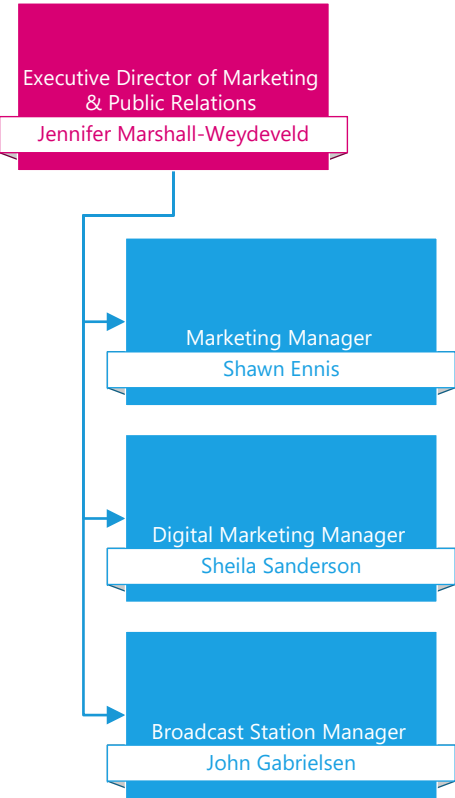 Executive Director of Marketing
& Public Relations
Jennifer Marshall-Weydeveld
Marketing Manager
Shawn Ennis
Digital Marketing Manager
Sheila Sanderson
Broadcast Station Manager
John Gabrielsen